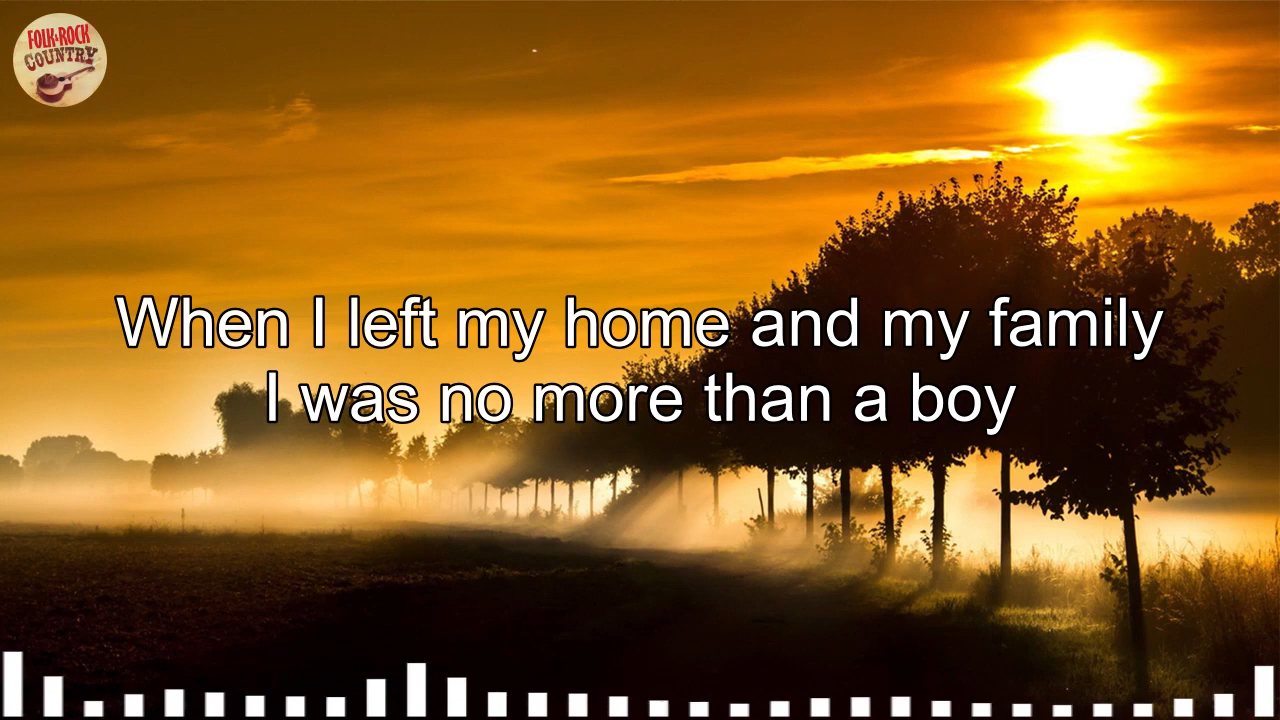 FOLK & ROCK
COUNTRY
When I left my home and my family
I was no more than a boy